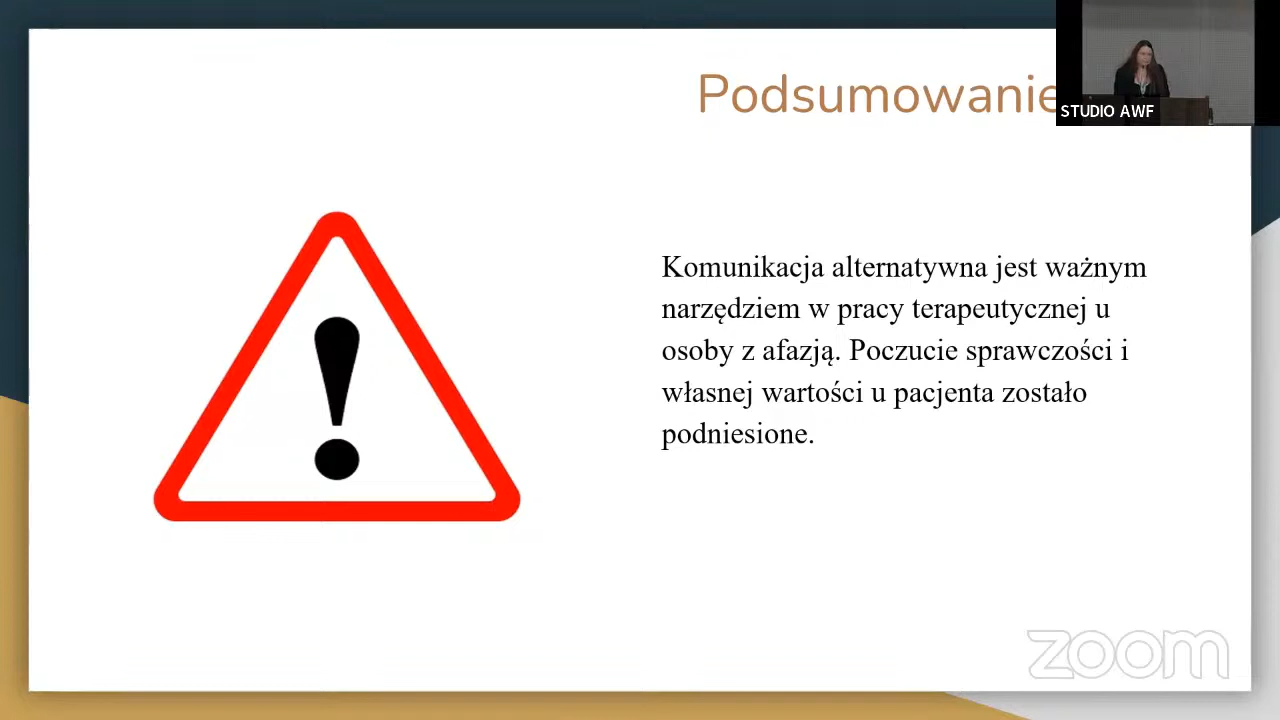 Podsumowanie
STUDIO AWF
Komunikacja alternatywna jest ważnym
narzędziem w pracy terapeutycznej u
osoby z afazją. Poczucie sprawczości i
własnej wartości u pacjenta zostało
podniesione.
zoom